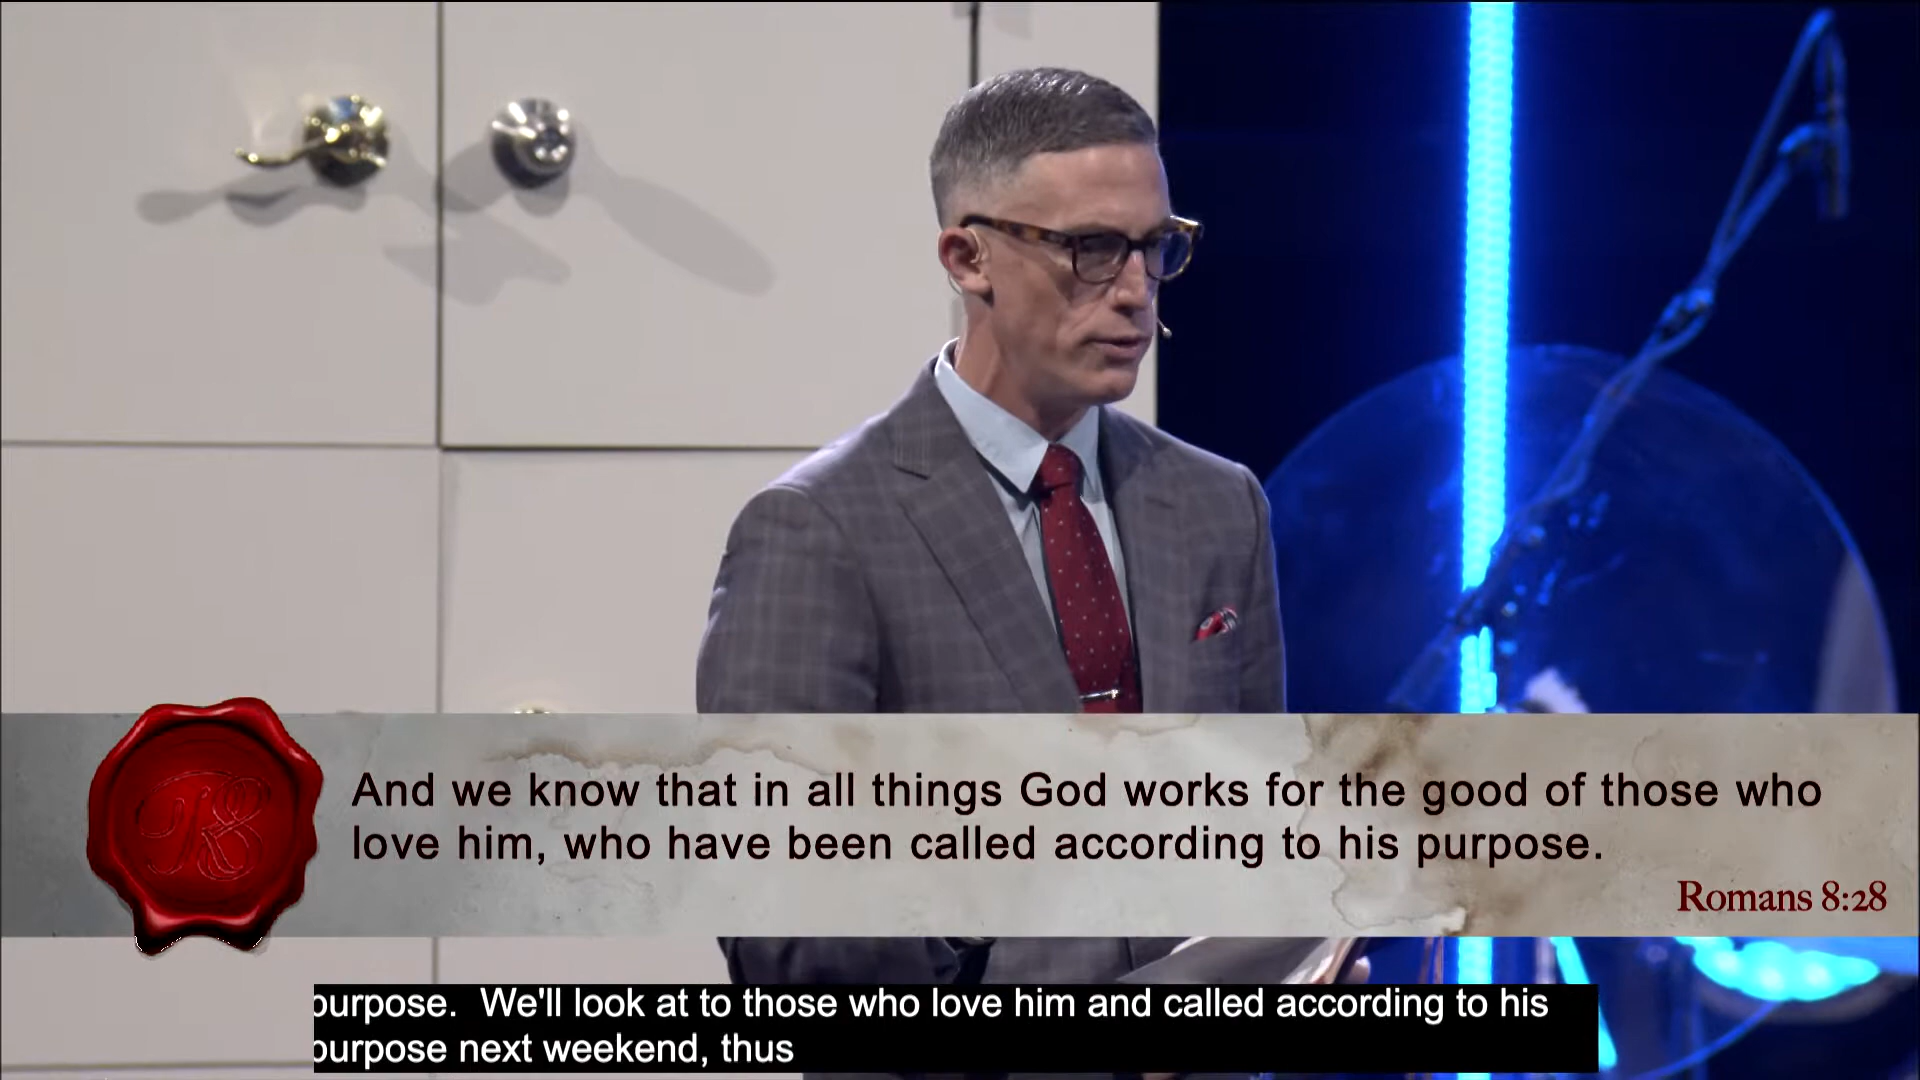 And we know that in all things God works for the good of those who
love him, who have been called according to his purpose.
Romans 8:28
purpose. We'll look at to those who love him and called according to his
purpose next weekend, thus